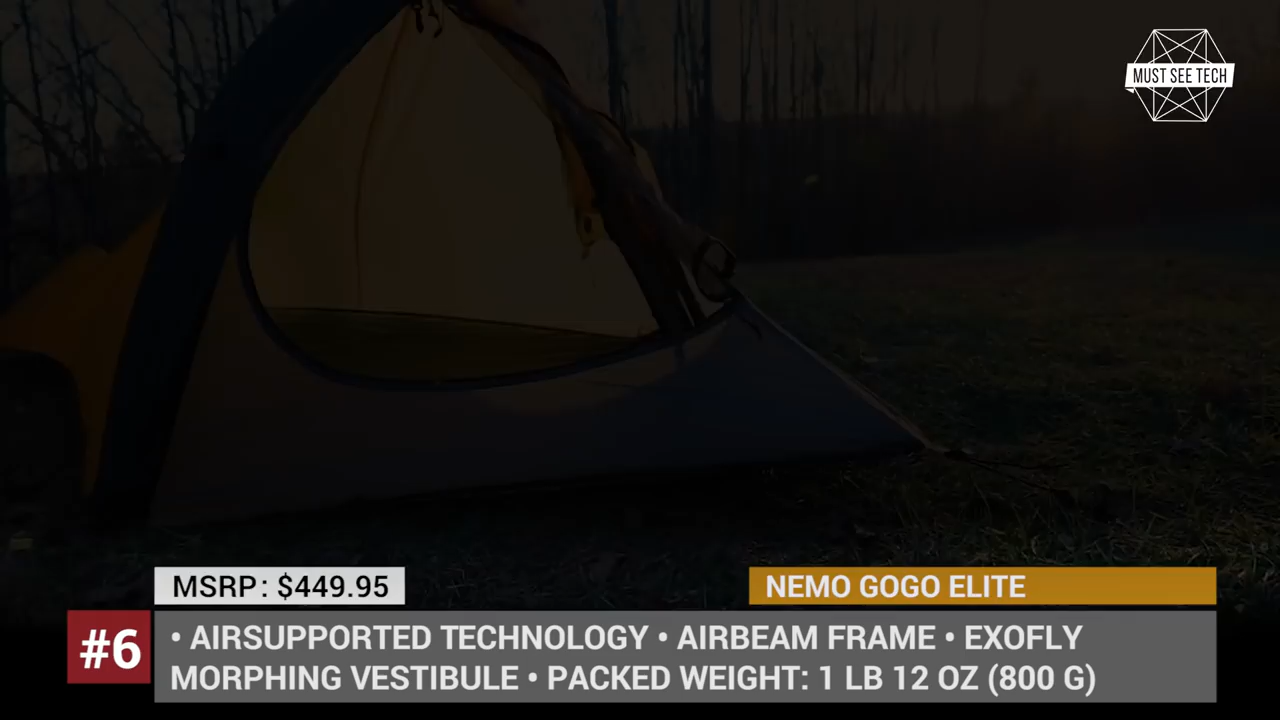 MUST SEE TECH
MSRP: $449.95
NEMO GOGO ELITE
#6
• AIRSUPPORTED TECHNOLOGY • AIRBEAM FRAME • EXOFLY
MORPHING VESTIBULE • PACKED WEIGHT: 1 LB 12 OZ (800 G)